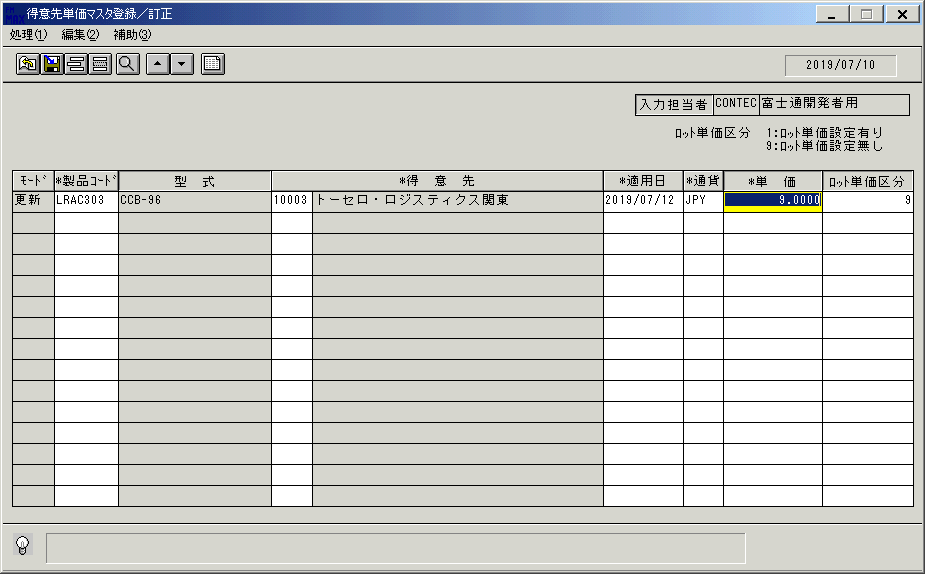 得意先単価マスタ登録／訂正
処理(1) 編集(2) 補助(3)
2019/07/10
入力担当者 CONTEC 富士通開発者用
ﾛｯﾄ単価区分 1:ﾛｯﾄ単価設定有り
9:ﾛｯﾄ単価設定無し
ﾓｰﾄﾞ *製品ｺｰﾄﾞ 型 式 *得 意 先 *適用日 *通貨 *単 価 ﾛｯﾄ単価区分
更新 LRAC303 CCB-96 10003 トーセロ・ロジスティクス関東 2019/07/12 JPY 9.0000 9